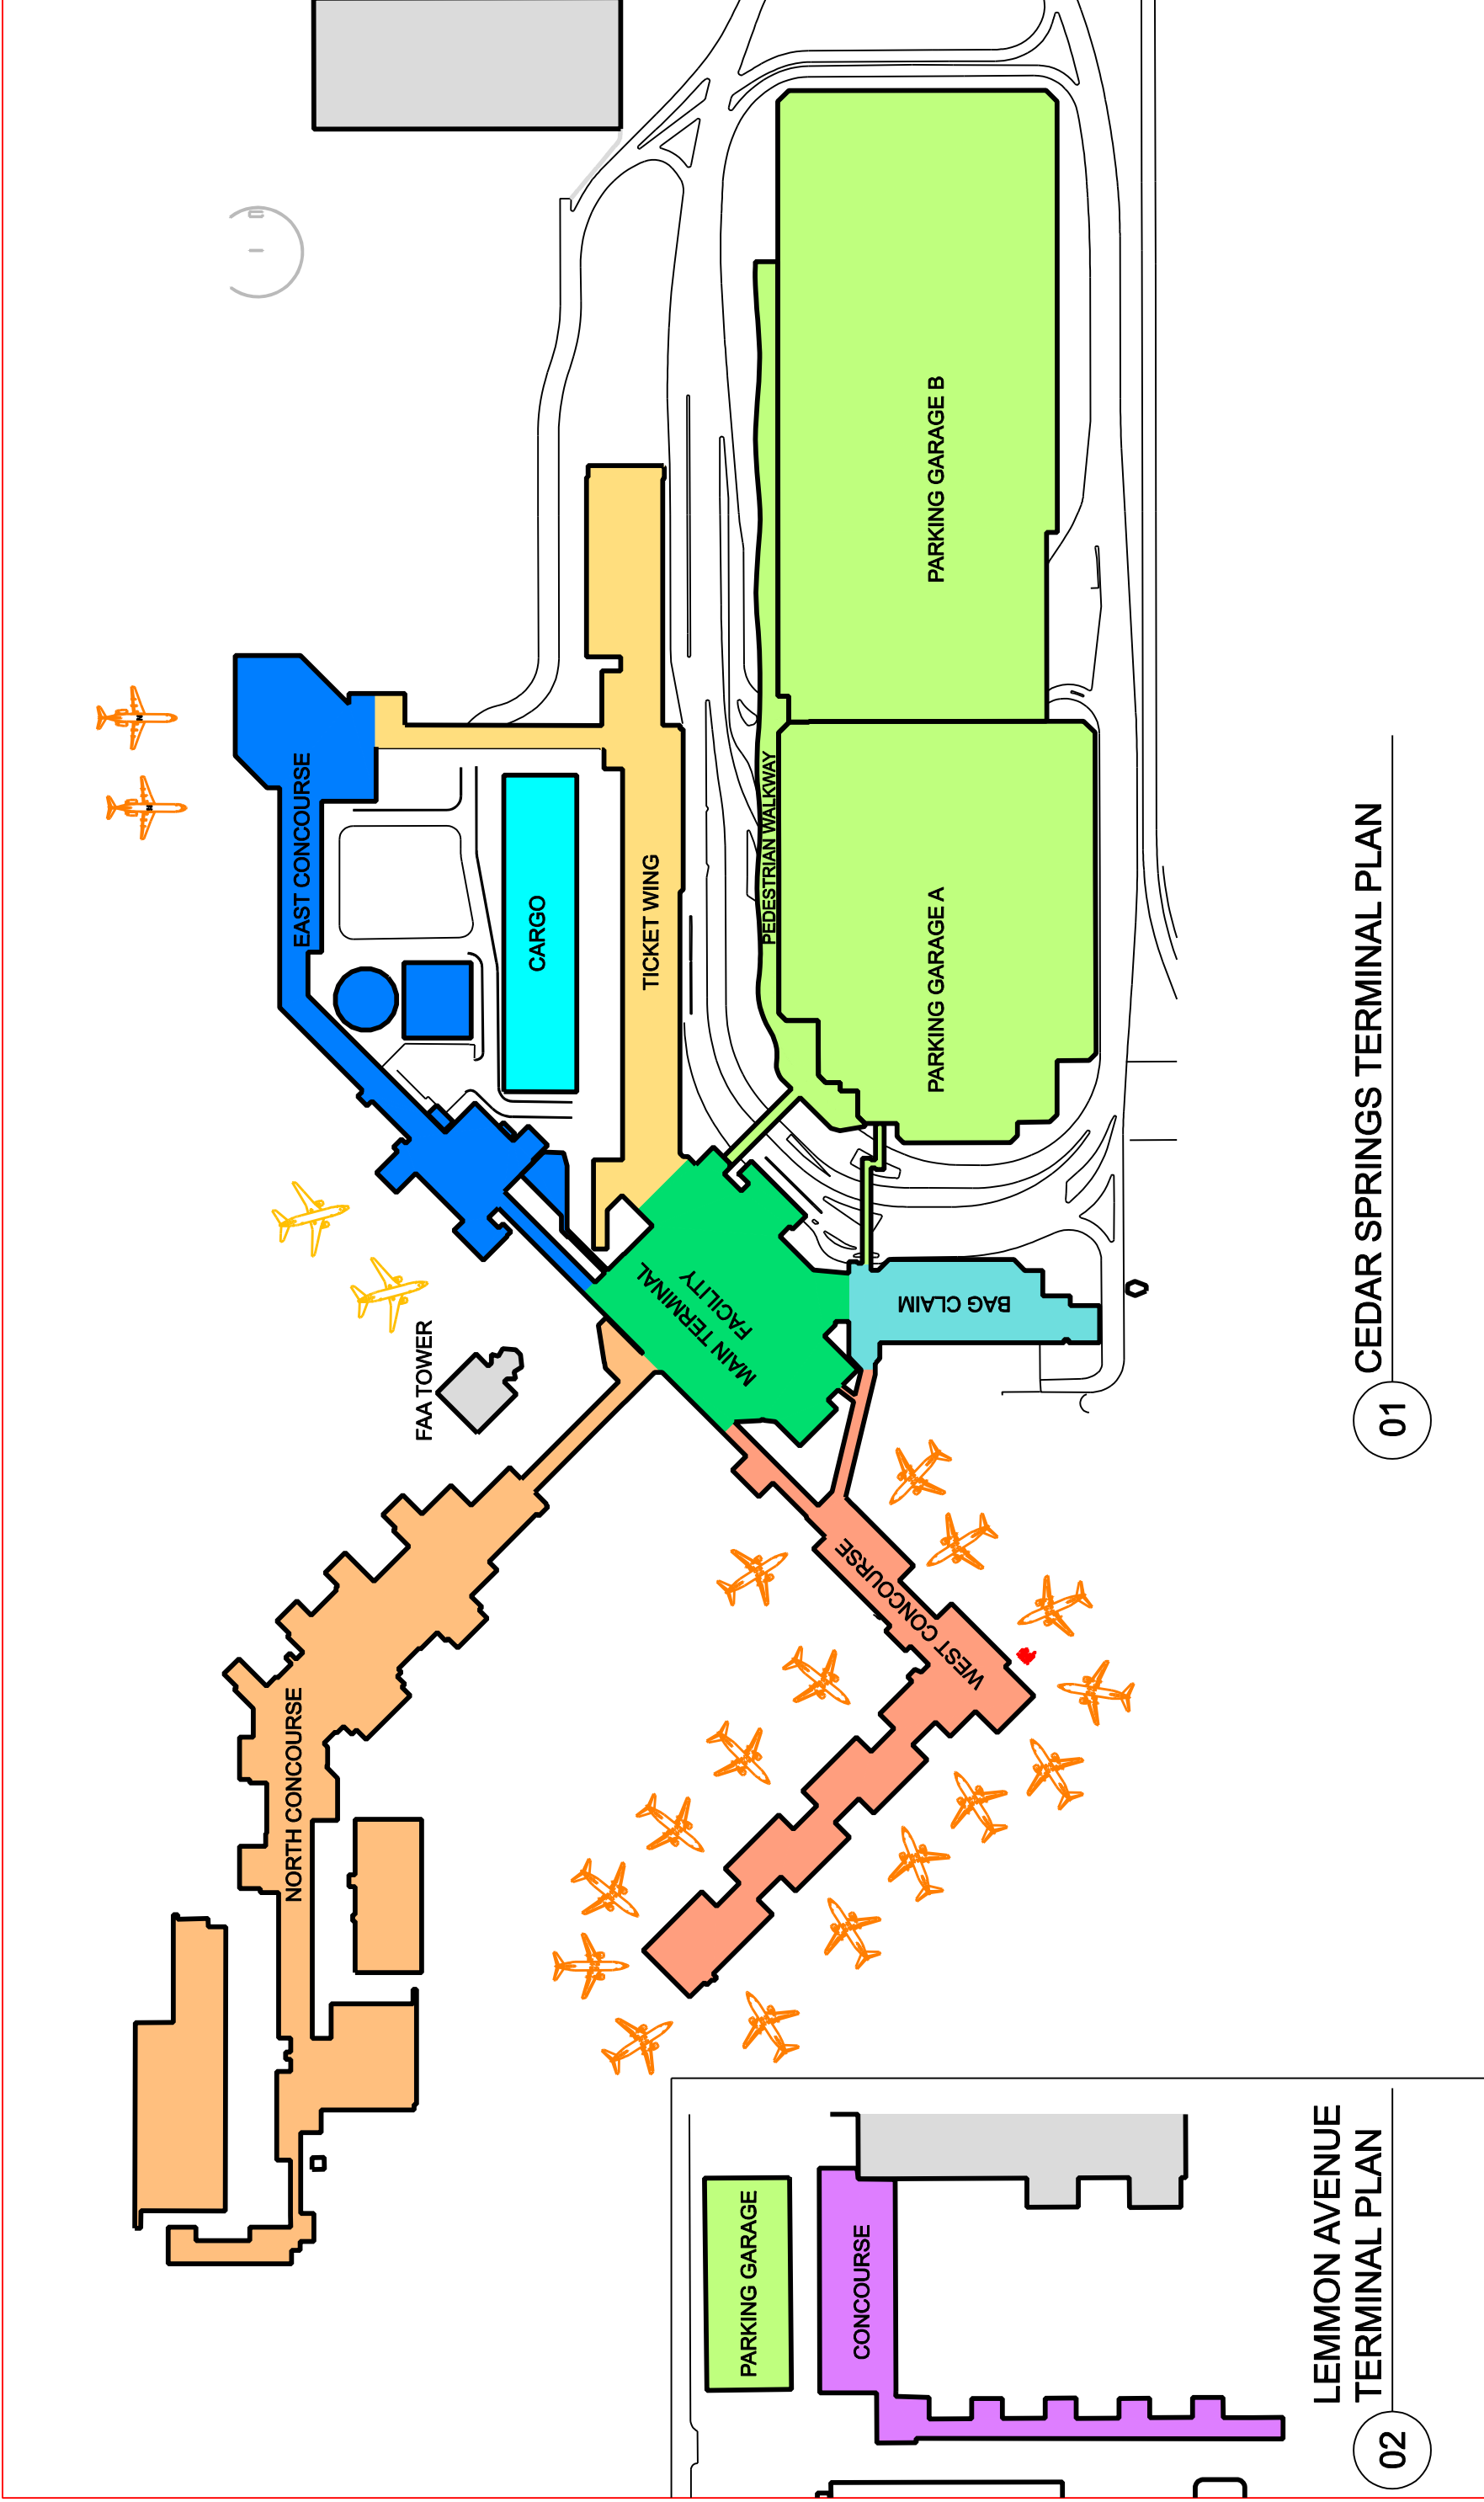 EAST CONCOURSE
CARGO
TICKET WING
PEDESTRIAN WALKWAY
PARKING GARAGE B
PARKING GARAGE A
BAG CLAIM
MAIN TERMINAL
FACILITY
FAA TOWER
NORTH CONCOURSE
WEST CONCOURSE
01
CEDAR SPRINGS TERMINAL PLAN
PARKING GARAGE
CONCOURSE
02
LEMMON AVENUE
TERMINAL PLAN